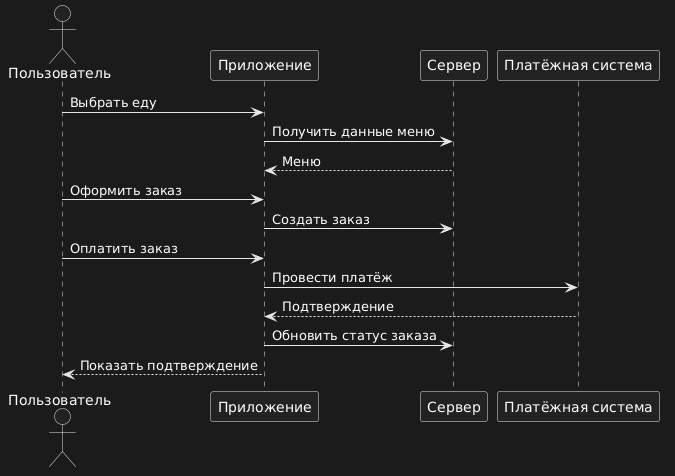 Пользователь
Приложение
Сервер
Платёжная система
Выбрать еду
Получить данные меню
Меню
Оформить заказ
Создать заказ
Оплатить заказ
Провести платёж
Подтверждение
Обновить статус заказа
Показать подтверждение
Пользователь
Приложение
Сервер
Платёжная система